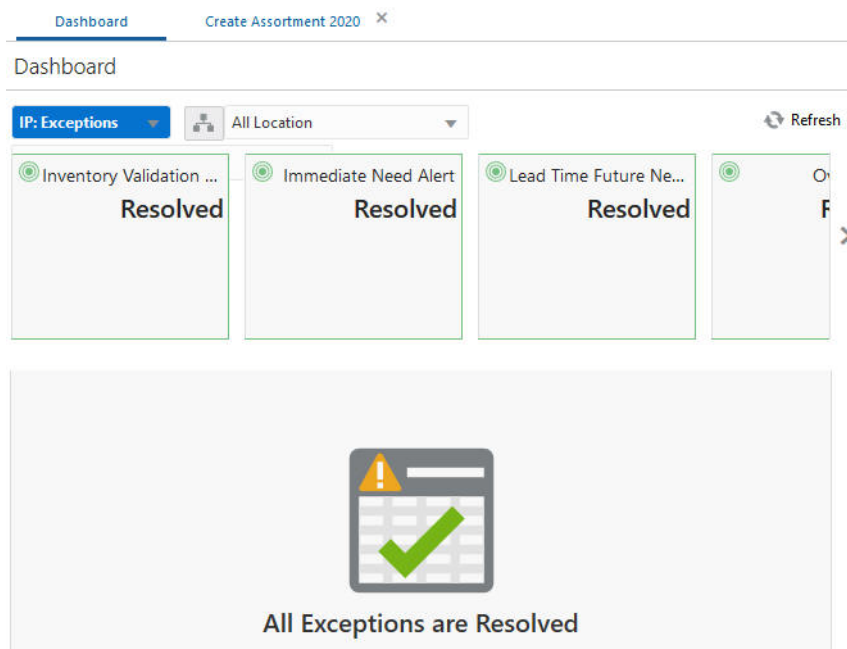 Dashboard Create Assortment 2020
Dashboard
IP: Exceptions All Location Refresh
Inventory Validation ... Immediate Need Alert Lead Time Future Ne...
Resolved Resolved Resolved
All Exceptions are Resolved